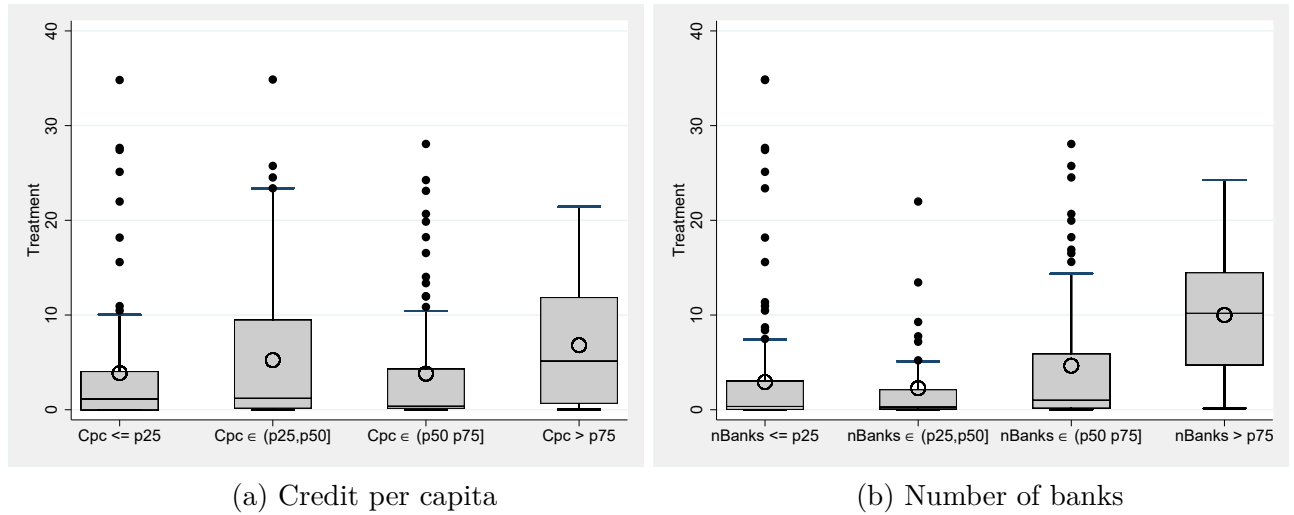 40
30
20
10
0
Treatment
Cpc <= p25
Cpc ∈ (p25,p50]
Cpc ∈ (p50 p75]
Cpc > p75
(a) Credit per capita
40
30
20
10
0
Treatment
nBanks <= p25
nBanks ∈ (p25,p50]
nBanks ∈ (p50 p75]
nBanks > p75
(b) Number of banks